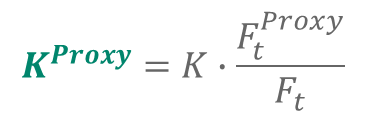 K^Proxy = K · F_t^Proxy / F_t